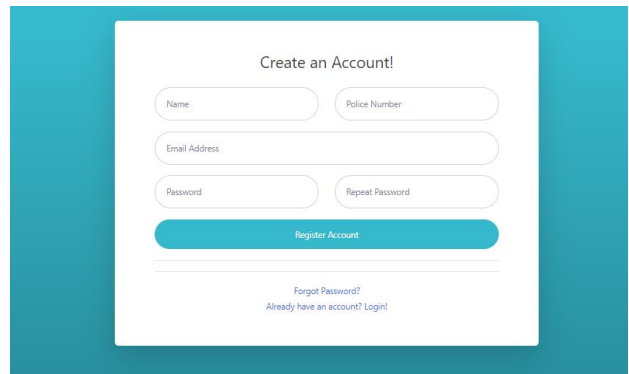 Create an Account!
Name Police Number
Email Address
Password Repeat Password
Register Account
Forgot Password?
Already have an account? Login!